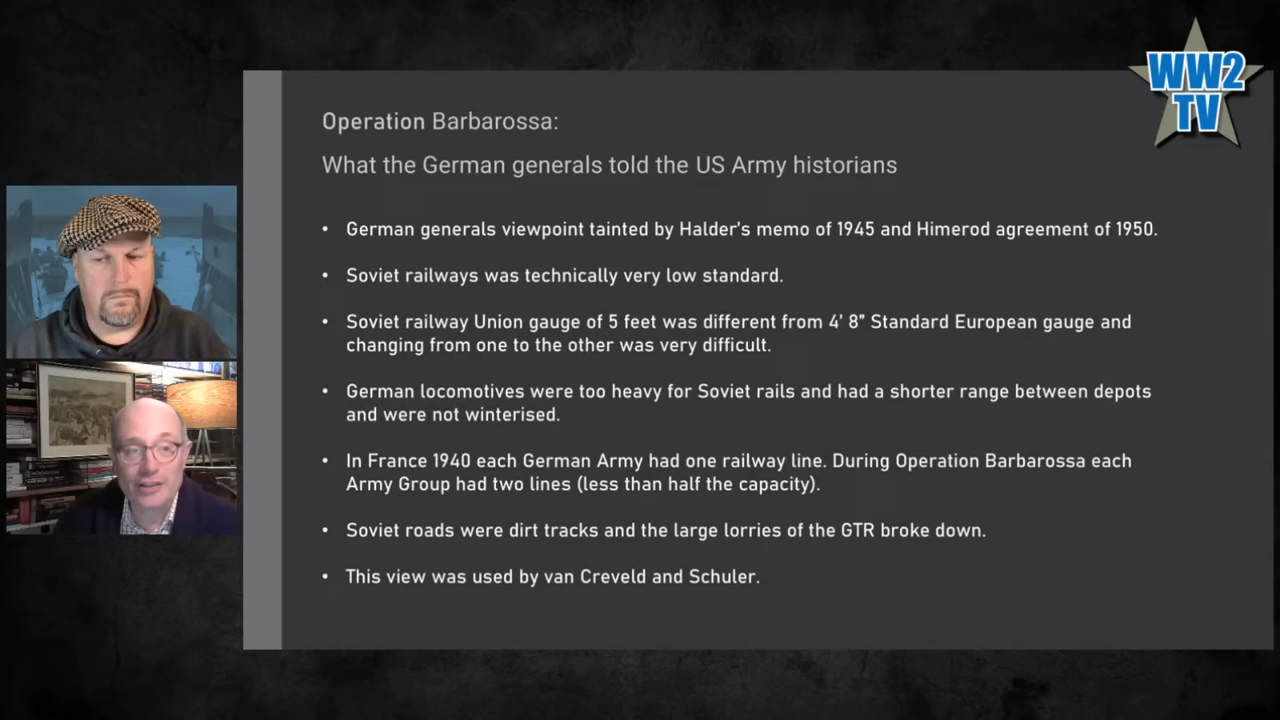 WW2
TV
Operation Barbarossa:
What the German generals told the US Army historians
• German generals viewpoint tainted by Halder's memo of 1945 and Himerod agreement of 1950.
• Soviet railways was technically very low standard.
• Soviet railway Union gauge of 5 feet was different from 4' 8" Standard European gauge and
changing from one to the other was very difficult.
• German locomotives were too heavy for Soviet rails and had a shorter range between depots
and were not winterised.
• In France 1940 each German Army had one railway line. During Operation Barbarossa each
Army Group had two lines (less than half the capacity).
• Soviet roads were dirt tracks and the large lorries of the GTR broke down.
• This view was used by van Creveld and Schuler.